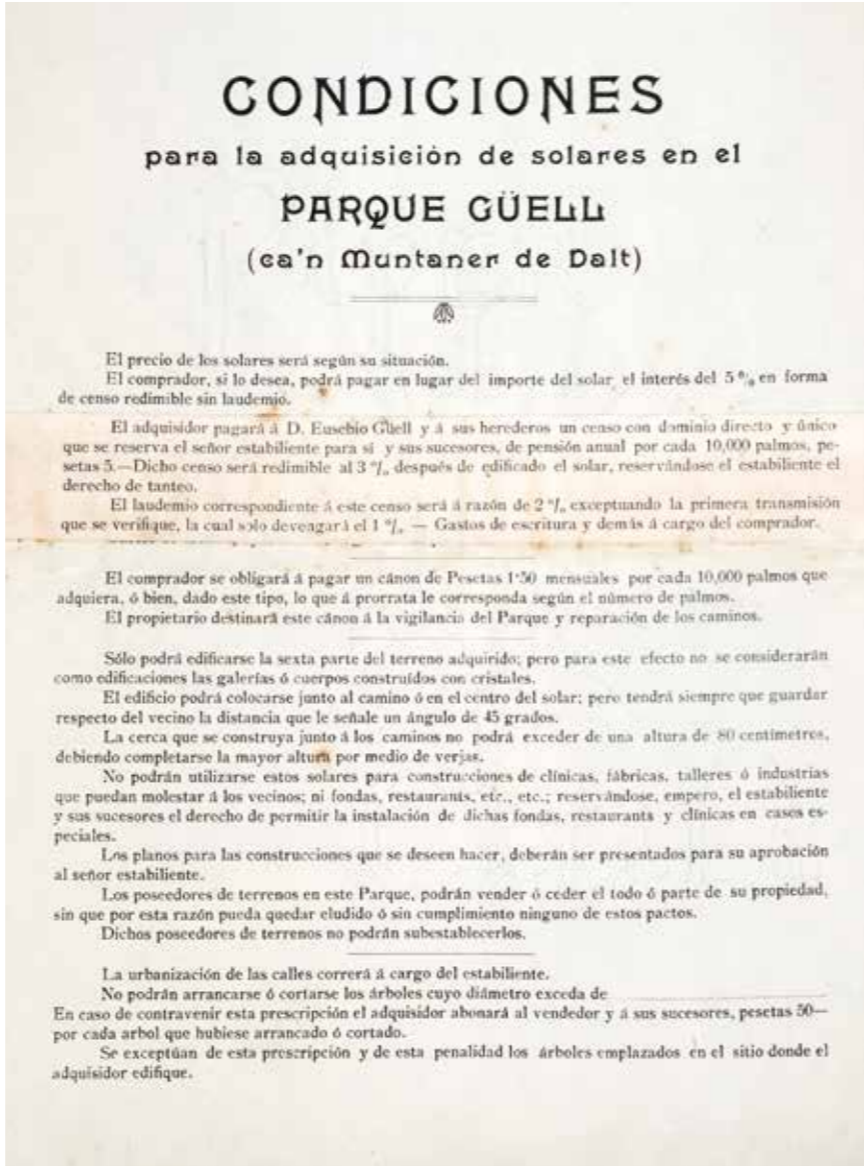 CONDICIONES
para la adquisición de solares en el
PARQUE GÜELL
(ca'n Muntaner de Dalt)
El precio de los solares será según su situación.
El comprador, si lo desea, podrá pagar en lugar del importe del solar, el interés del 5 % en forma
de censo redimible sin laudemio.
El adquisidor pagará á D. Eusebio Güell y á sus herederos un censo con dominio directo y único
que se reserva el señor estabiliente para sí y sus sucesores, de pensión anual por cada 10,000 palmos, pe-
setas 5.—Dicho censo será redimible al 3 % después de edificado el solar, reservándose el estabiliente el
derecho de tanteo.
El laudemio correspondiente á este censo será á razón de 2 % exceptuando la primera transmisión
que se verifique, la cual solo devengará el 1 % — Gastos de escritura y demás á cargo del comprador.
El comprador se obligará á pagar un cánon de Pesetas 1'50 mensuales por cada 10,000 palmos que
adquiera, ó bien, dado este tipo, lo que á prorrata le corresponda según el número de palmos.
El propietario destinará este cánon á la vigilancia del Parque y reparación de los caminos.
Sólo podrá edificarse la sexta parte del terreno adquirido; pero para este efecto no se considerarán
como edificaciones las galerías ó cuerpos construídos con cristales.
El edificio podrá colocarse junto al camino ó en el centro del solar; pero tendrá siempre que guardar
respecto del vecino la distancia que le señale un ángulo de 45 grados.
La cerca que se construya junto á los caminos no podrá exceder de una altura de 80 centímetros,
debiendo completarse la mayor altura por medio de verjas.
No podrán utilizarse estos solares para construcciones de clínicas, fábricas, talleres ó industrias
que puedan molestar á los vecinos; ni fondas, restaurants, etc., etc.; reservándose, empero, el estabiliente
y sus sucesores el derecho de permitir la instalación de dichas fondas, restaurants y clínicas en casos es-
peciales.
Los planos para las construcciones que se deseen hacer, deberán ser presentados para su aprobación
al señor estabiliente.
Los poseedores de terrenos en este Parque, podrán vender ó ceder el todo ó parte de su propiedad,
sin que por esta razón pueda quedar eludido ó sin cumplimiento ninguno de estos pactos.
Dichos poseedores de terrenos no podrán subestablecerlos.
La urbanización de las calles correrá á cargo del estabiliente.
No podrán arrancarse ó cortarse los árboles cuyo diámetro exceda de
En caso de contravenir esta prescripción el adquisidor abonará al vendedor y á sus sucesores, pesetas 50—
por cada arbol que hubiese arrancado ó cortado.
Se exceptúan de esta prescripción y de esta penalidad los árboles emplazados en el sitio donde el
adquisidor edifique.